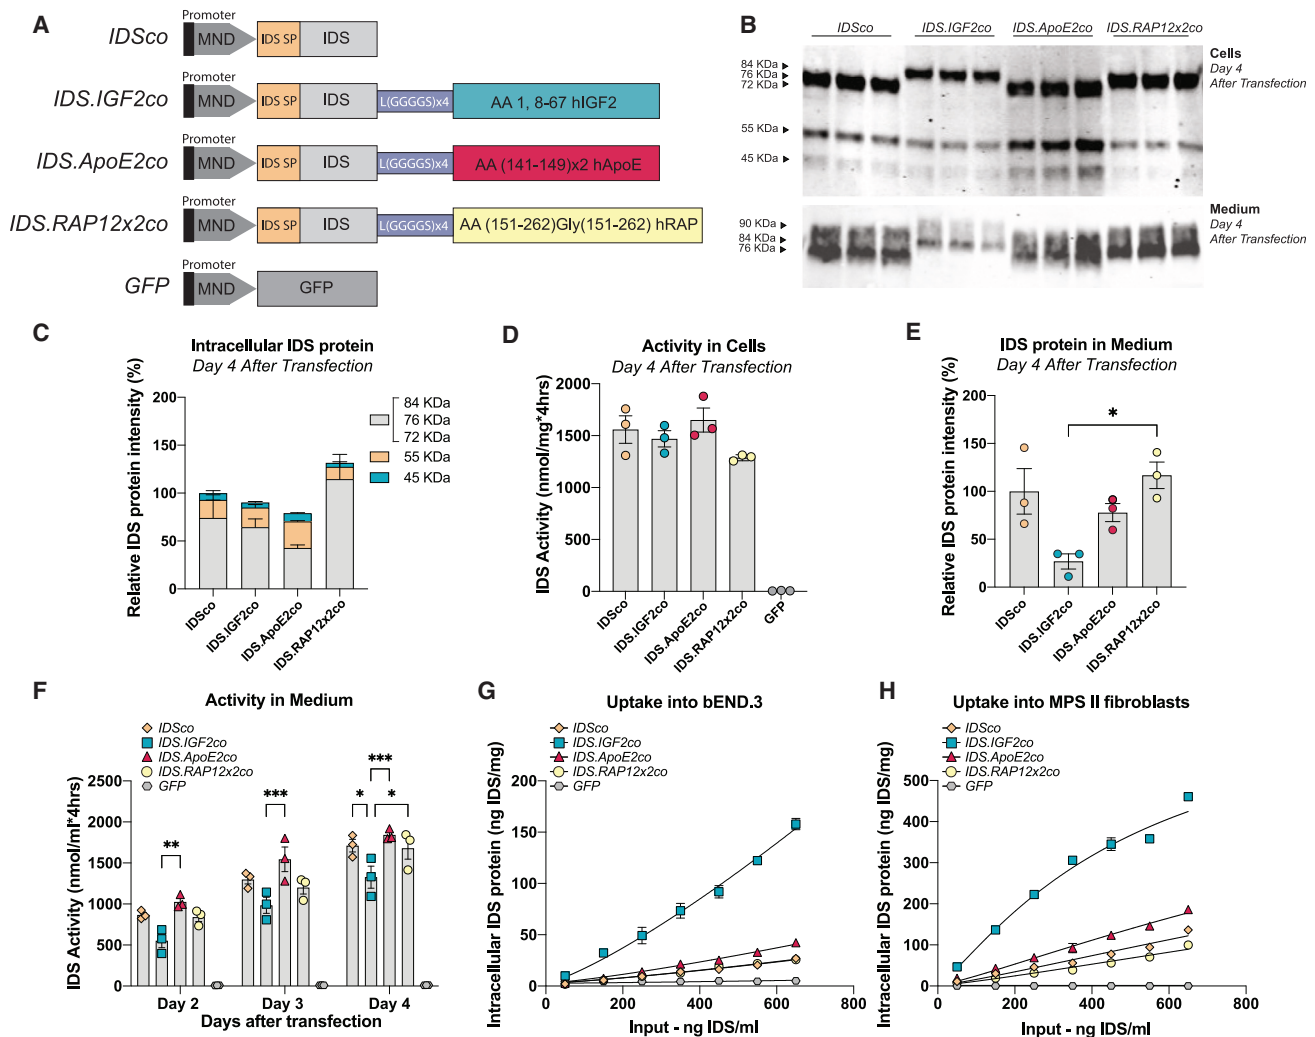 A
Promoter
IDSco
MND
IDS SP
IDS
Promoter
IDS.IGF2co
MND
IDS SP
IDS
L(GGGGS)x4
AA 1, 8-67 hIGF2
Promoter
IDS.ApoE2co
MND
IDS SP
IDS
L(GGGGS)x4
AA (141-149)x2 hApoE
Promoter
IDS.RAP12x2co
MND
IDS SP
IDS
L(GGGGS)x4
AA (151-262)Gly(151-262) hRAP
Promoter
GFP
MND
GFP
B
IDSco
IDS.IGF2co
IDS.ApoE2co
IDS.RAP12x2co
84 KDa
76 KDa
72 KDa
55 KDa
45 KDa
Cells
Day 4
After Transfection
90 KDa
84 KDa
76 KDa
Medium
Day 4
After Transfection
C
Intracellular IDS protein
Day 4 After Transfection
Relative IDS protein intensity (%)
200
150
100
50
0
84 KDa
76 KDa
72 KDa
55 KDa
45 KDa
IDSco
IDS.IGF2co
IDS.ApoE2co
IDS.RAP12x2co
D
Activity in Cells
Day 4 After Transfection
IDS Activity (nmol/mg*4hrs)
2000
1500
1000
500
0
IDSco
IDS.IGF2co
IDS.ApoE2co
IDS.RAP12x2co
GFP
E
IDS protein in Medium
Day 4 After Transfection
Relative IDS protein intensity (%)
200
150
100
50
0
*
IDSco
IDS.IGF2co
IDS.ApoE2co
IDS.RAP12x2co
F
Activity in Medium
IDSco
IDS.IGF2co
IDS.ApoE2co
IDS.RAP12x2co
GFP
IDS Activity (nmol/ml*4hrs)
2500
2000
1500
1000
500
0
**
***
***
*
*
Day 2
Day 3
Day 4
Days after transfection
G
Uptake into bEND.3
IDSco
IDS.IGF2co
IDS.ApoE2co
IDS.RAP12x2co
GFP
Intracellular IDS protein (ng IDS/mg)
200
150
100
50
0
0
200
400
600
800
Input - ng IDS/ml
H
Uptake into MPS II fibroblasts
IDSco
IDS.IGF2co
IDS.ApoE2co
IDS.RAP12x2co
GFP
Intracellular IDS protein (ng IDS/mg)
500
400
300
200
100
0
0
200
400
600
800
Input - ng IDS/ml